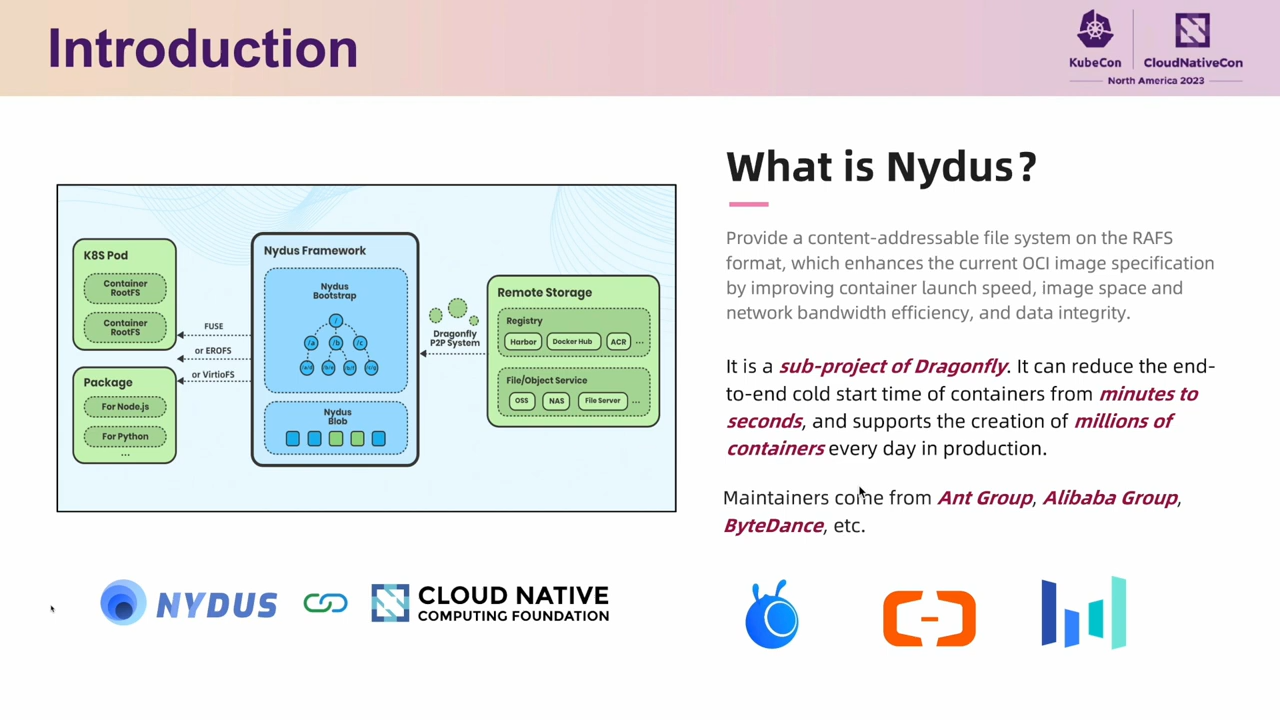 Introduction
KubeCon
CloudNativeCon
North America 2023
What is Nydus?
Provide a content-addressable file system on the RAFS
format, which enhances the current OCI image specification
by improving container launch speed, image space and
network bandwidth efficiency, and data integrity.
It is a sub-project of Dragonfly. It can reduce the end-
to-end cold start time of containers from minutes to
seconds, and supports the creation of millions of
containers every day in production.
Maintainers come from Ant Group, Alibaba Group,
ByteDance, etc.
K8S Pod
Container
RootFS
Container
RootFS
Package
For Node.js
For Python
...
FUSE
or EROFS
or VirtioFS
Nydus Framework
Nydus
Bootstrap
/
/a
/b
/c
Nydus
Blob
Dragonfly
P2P System
Remote Storage
Registry
Harbor
Docker Hub
ACR
...
File/Object Service
OSS
NAS
File Server
...
NYDUS
CLOUD NATIVE
COMPUTING FOUNDATION